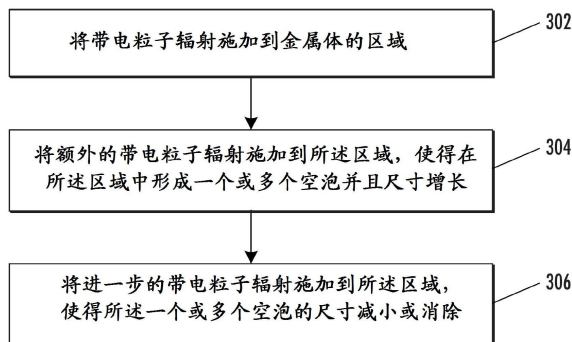 将带电粒子辐射施加到金属体的区域
302
将额外的带电粒子辐射施加到所述区域，使得在
所述区域中形成一个或多个空泡并且尺寸增长
304
将进一步的带电粒子辐射施加到所述区域，
使得所述一个或多个空泡的尺寸减小或消除
306